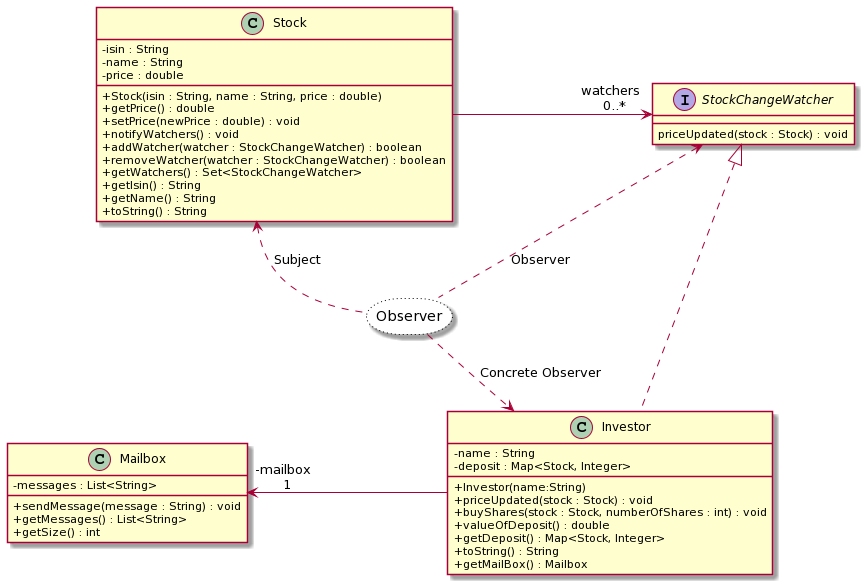 C Stock
-isin : String
-name : String
-price : double
+Stock(isin : String, name : String, price : double)
+getPrice() : double
+setPrice(newPrice : double) : void
+notifyWatchers() : void
+addWatcher(watcher : StockChangeWatcher) : boolean
+removeWatcher(watcher : StockChangeWatcher) : boolean
+getWatchers() : Set<StockChangeWatcher>
+getIsin() : String
+getName() : String
+toString() : String
watchers
0..*
I StockChangeWatcher
priceUpdated(stock : Stock) : void
Subject
Observer
Observer
Concrete Observer
C Mailbox
-messages : List<String>
+sendMessage(message : String) : void
+getMessages() : List<String>
+getSize() : int
-mailbox
1
C Investor
-name : String
-deposit : Map<Stock, Integer>
+Investor(name:String)
+priceUpdated(stock : Stock) : void
+buyShares(stock : Stock, numberOfShares : int) : void
+valueOfDeposit() : double
+getDeposit() : Map<Stock, Integer>
+toString() : String
+getMailBox() : Mailbox